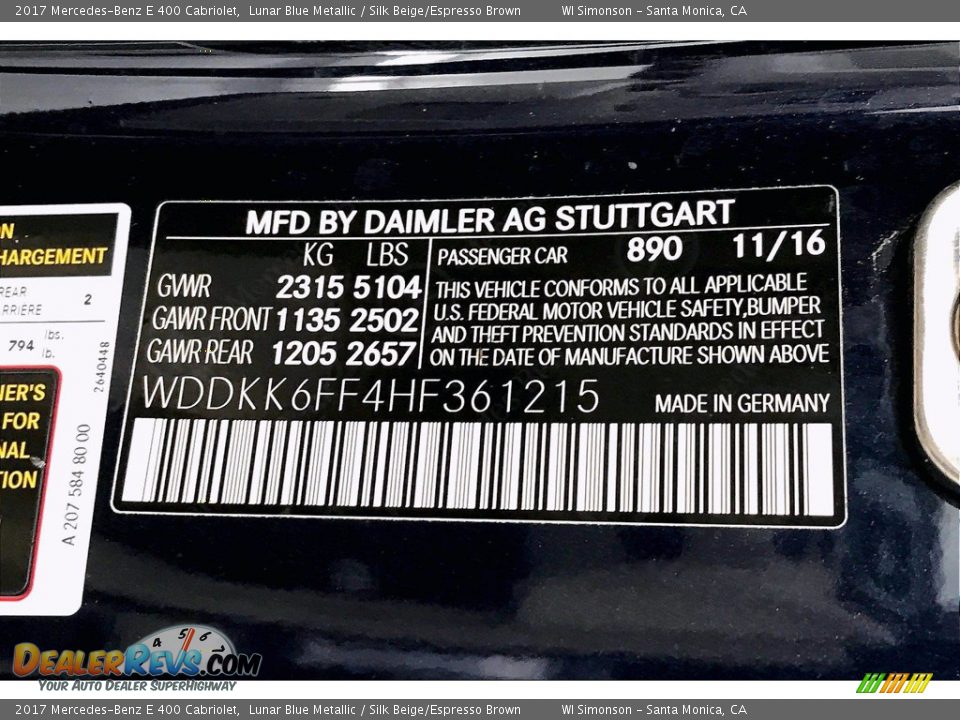 2017 Mercedes-Benz E 400 Cabriolet, Lunar Blue Metallic / Silk Beige/Espresso Brown WI Simonson - Santa Monica, CA
HARGEMENT
REAR
2
794 lbs.
lb.
2640448
NER'S
FOR
NAL
TION
A 207 584 80 00
MFD BY DAIMLER AG STUTTGART
KG LBS
GVWR 2315 5104
GAWR FRONT 1135 2502
GAWR REAR 1205 2657
PASSENGER CAR 890 11/16
THIS VEHICLE CONFORMS TO ALL APPLICABLE
U.S. FEDERAL MOTOR VEHICLE SAFETY,BUMPER
AND THEFT PREVENTION STANDARDS IN EFFECT
ON THE DATE OF MANUFACTURE SHOWN ABOVE
WDDKK6FF4HF361215
MADE IN GERMANY
4 5 6
DEALERREVS.COM
YOUR AUTO DEALER SUPERHIGHWAY
2017 Mercedes-Benz E 400 Cabriolet, Lunar Blue Metallic / Silk Beige/Espresso Brown WI Simonson - Santa Monica, CA